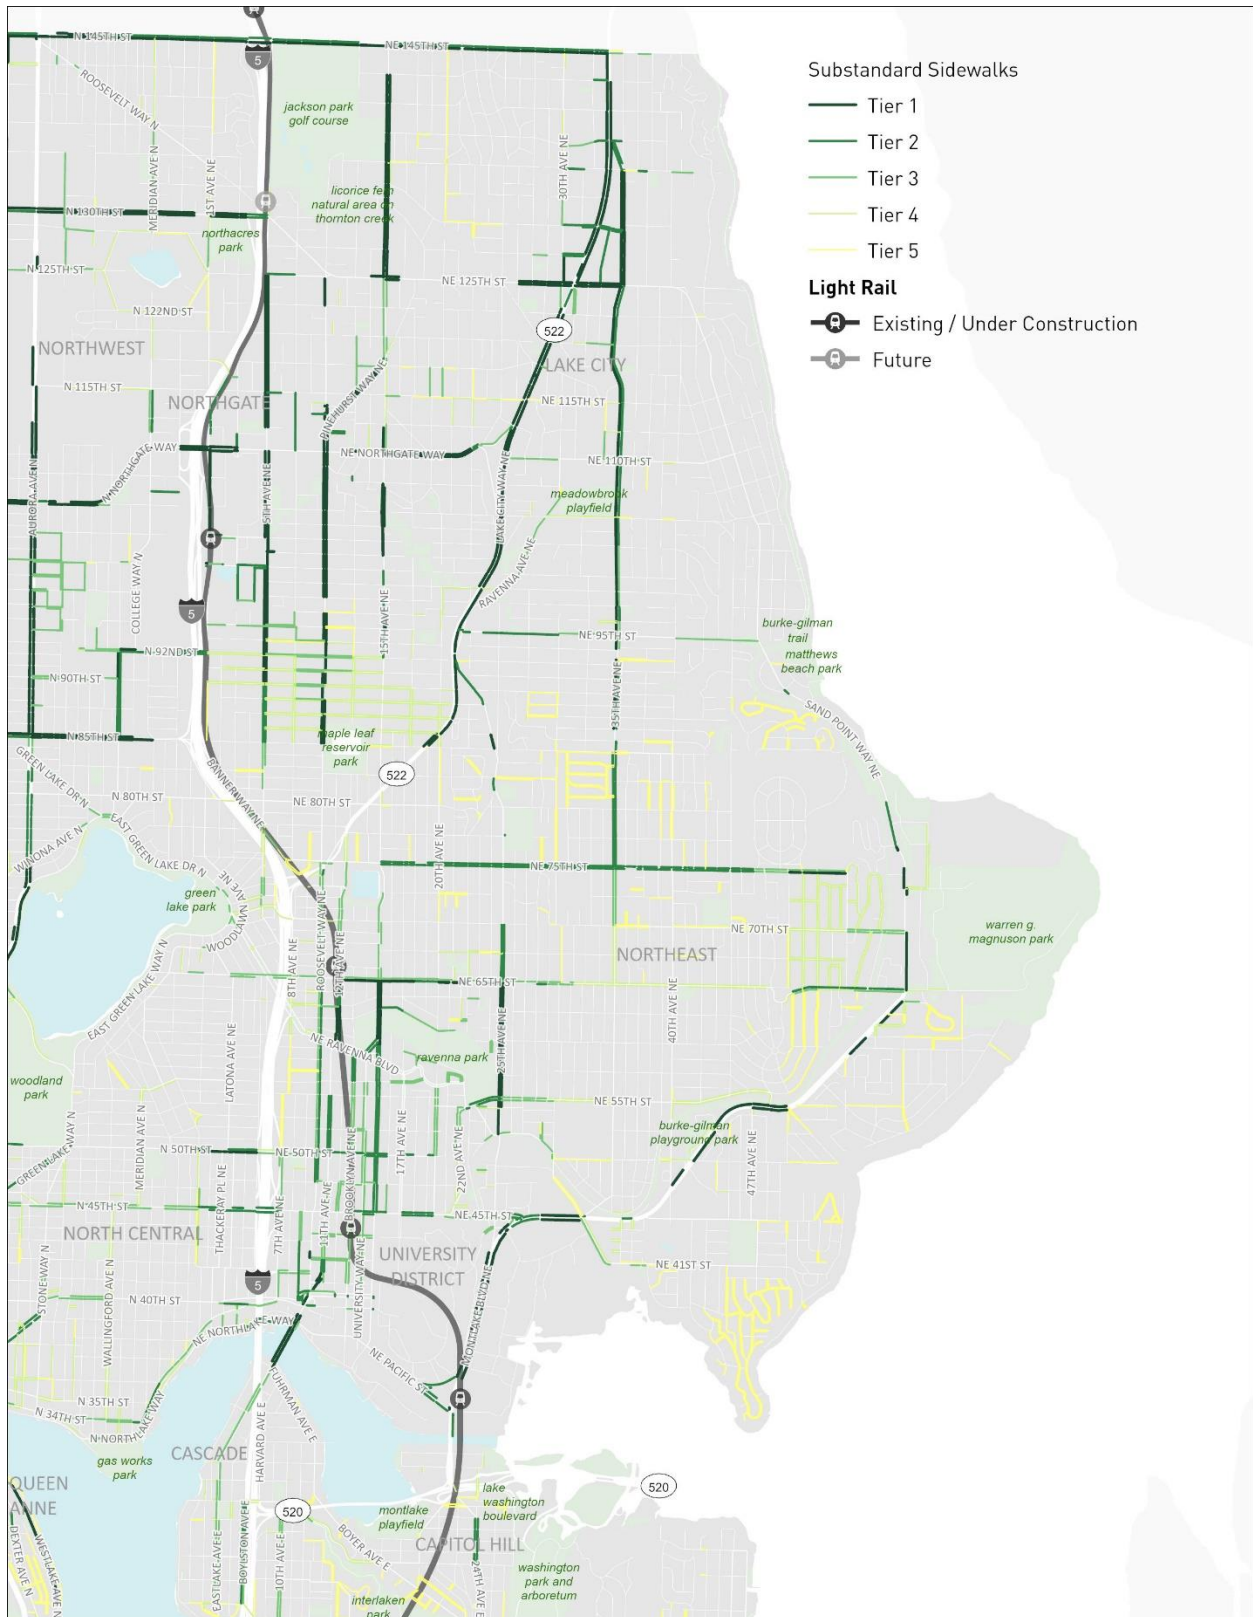 N 145TH ST
NE 145TH ST
5
ROOSEVELT WAY N
jackson park
golf course
Substandard Sidewalks
Tier 1
Tier 2
Tier 3
Tier 4
Tier 5
Light Rail
Existing / Under Construction
Future
MERIDIAN AVE N
1ST AVE NE
30TH AVE NE
licorice fern
natural area on
thornton creek
N 130TH ST
northacres
park
N 125TH ST
NE 125TH ST
N 122ND ST
522
NORTHWEST
LAKE CITY
N 115TH ST
NORTHGATE
PINEHURST WAY NE
NE 115TH ST
N NORTHGATE WAY
NE NORTHGATE WAY
NE 110TH ST
AURORA AVE N
5TH AVE NE
LAKE CITY WAY NE
meadowbrook
playfield
COLLEGE WAY N
5
RAVENNA AVE NE
15TH AVE NE
NE 95TH ST
burke-gilman
trail
matthews
beach park
N 92ND ST
N 90TH ST
35TH AVE NE
SAND POINT WAY NE
N 85TH ST
maple leaf
reservoir
park
522
GREEN LAKE DR N
BANNER WAY NE
N 80TH ST
NE 80TH ST
WINONA AVE N
EAST GREEN LAKE DR N
20TH AVE NE
NE 75TH ST
green
lake park
WOODLAWN AVE NE
8TH AVE NE
ROOSEVELT WAY NE
12TH AVE NE
NE 70TH ST
warren g.
magnuson park
NORTHEAST
EAST GREEN LAKE WAY N
NE 65TH ST
40TH AVE NE
25TH AVE NE
LATONA AVE NE
NE RAVENNA BLVD
ravenna park
woodland
park
NE 55TH ST
GREEN LAKE WAY N
MERIDIAN AVE N
burke-gilman
playground park
N 50TH ST
NE 50TH ST
17TH AVE NE
22ND AVE NE
47TH AVE NE
THACKERAY PL NE
BROOKLYN AVE NE
N 45TH ST
7TH AVE NE
11TH AVE NE
NE 45TH ST
NORTH CENTRAL
UNIVERSITY
DISTRICT
STONE WAY N
WALLINGFORD AVE N
5
UNIVERSITY WAY NE
NE 41ST ST
N 40TH ST
NE NORTHLAKE WAY
MONTLAKE BLVD NE
NE PACIFIC ST
FUHRMAN AVE E
N 35TH ST
N 34TH ST
N NORTHLAKE WAY
HARVARD AVE E
gas works
park
CASCADE
QUEEN
ANNE
520
520
montlake
playfield
lake
washington
boulevard
DEXTER AVE N
WESTLAKE AVE N
EASTLAKE AVE E
BOYLSTON AVE E
10TH AVE E
BOYER AVE E
CAPITOL HILL
24TH AVE E
washington
park and
arboretum
interlaken
park